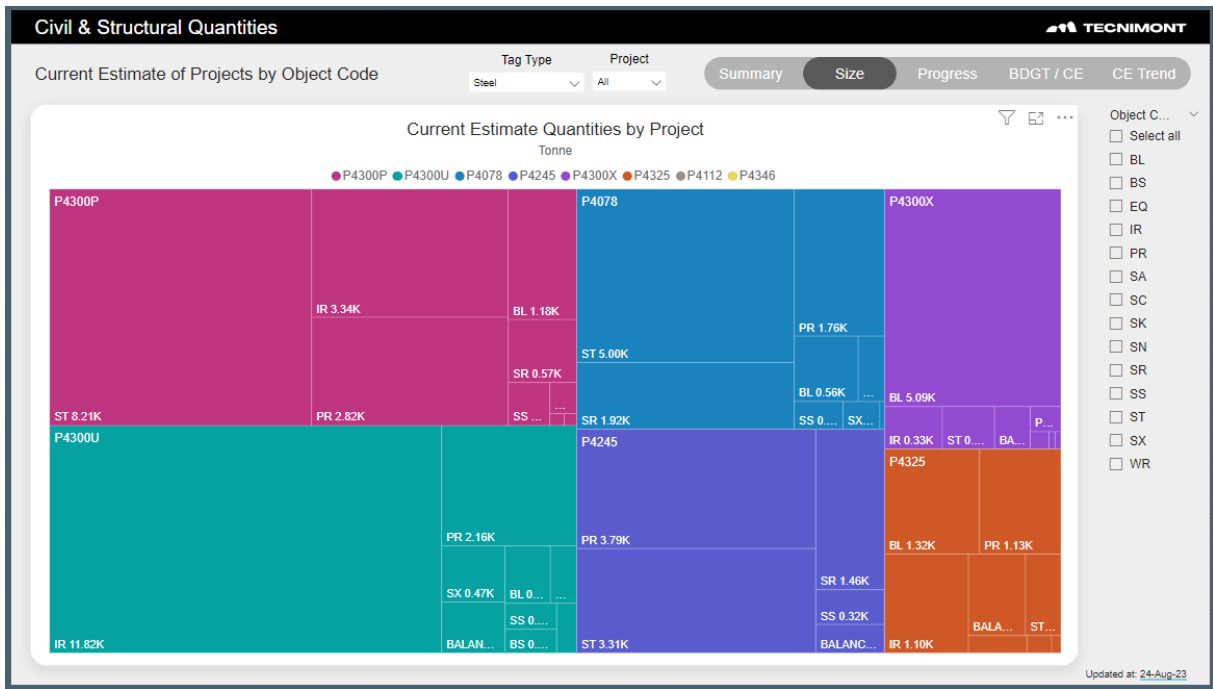 Civil & Structural Quantities
TECNIMONT
Current Estimate of Projects by Object Code
Tag Type
Steel
Project
All
Summary
Size
Progress
BDGT / CE
CE Trend
Current Estimate Quantities by Project
Tonne
P4300P P4300U P4078 P4245 P4300X P4325 P4112 P4346
P4300P
IR 3.34K
BL 1.18K
SR 0.57K
ST 8.21K
PR 2.82K
SS ...
...
P4300U
PR 2.16K
SX 0.47K
BL 0....
...
SS 0....
IR 11.82K
BALAN...
BS 0....
P4078
PR 1.76K
ST 5.00K
BL 0.56K
...
SR 1.92K
SS 0....
SX...
P4245
PR 3.79K
SR 1.46K
SS 0.32K
ST 3.31K
BALANC...
P4300X
BL 5.09K
IR 0.33K
ST 0....
BA...
P...
P4325
BL 1.32K
PR 1.13K
IR 1.10K
BALA...
ST...
Object C...
Select all
BL
BS
EQ
IR
PR
SA
SC
SK
SN
SR
SS
ST
SX
WR
Updated at: 24-Aug-23